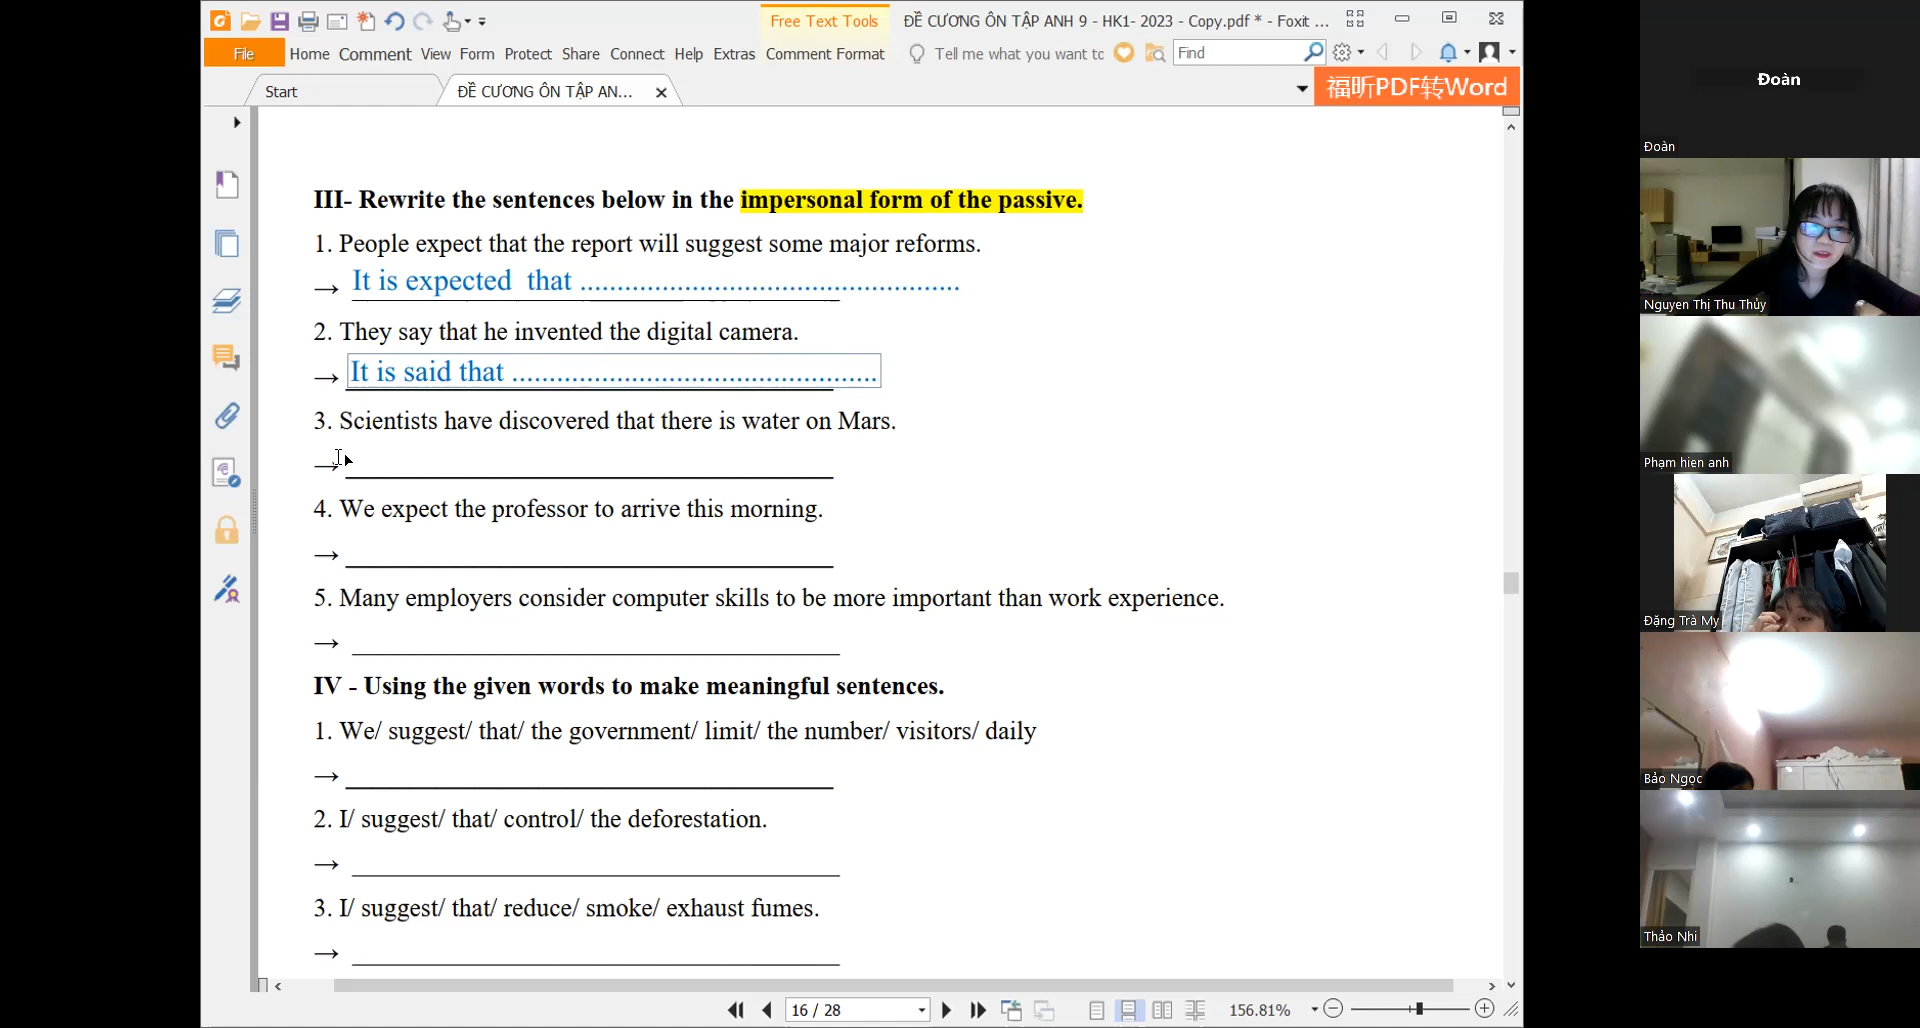 Free Text Tools
ĐỀ CƯƠNG ÔN TẬP ANH 9 - HK1- 2023 - Copy.pdf * - Foxit ...
File Home Comment View Form Protect Share Connect Help Extras Comment Format Tell me what you want to Find
Start
ĐỀ CƯƠNG ÔN TẬP AN...
福昕PDF转Word
III- Rewrite the sentences below in the impersonal form of the passive.
1. People expect that the report will suggest some major reforms.
→ It is expected that ....................................................
2. They say that he invented the digital camera.
→ It is said that .................................................
3. Scientists have discovered that there is water on Mars.
→ ______________________________________
4. We expect the professor to arrive this morning.
→ ______________________________________
5. Many employers consider computer skills to be more important than work experience.
→ ______________________________________
IV - Using the given words to make meaningful sentences.
1. We/ suggest/ that/ the government/ limit/ the number/ visitors/ daily
→ ______________________________________
2. I/ suggest/ that/ control/ the deforestation.
→ ______________________________________
3. I/ suggest/ that/ reduce/ smoke/ exhaust fumes.
→ ______________________________________
16 / 28
156.81%
Đoàn
Đoàn
Nguyen Thị Thu Thủy
Phạm hien anh
Đặng Trà My
Bảo Ngọc
Thảo Nhi